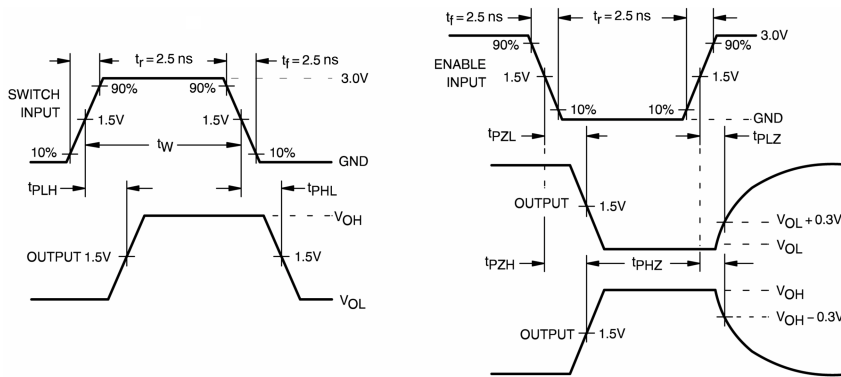 tr = 2.5 ns
tf = 2.5 ns
90%
90%
3.0V
SWITCH
INPUT
1.5V
1.5V
tW
10%
10%
GND
tPLH
tPHL
VOH
OUTPUT
1.5V
1.5V
VOL
tf = 2.5 ns
tr = 2.5 ns
90%
90%
3.0V
ENABLE
INPUT
1.5V
1.5V
10%
10%
GND
tPZL
tPLZ
OUTPUT
1.5V
VOL + 0.3V
VOL
tPZH
tPHZ
VOH
VOH − 0.3V
OUTPUT
1.5V